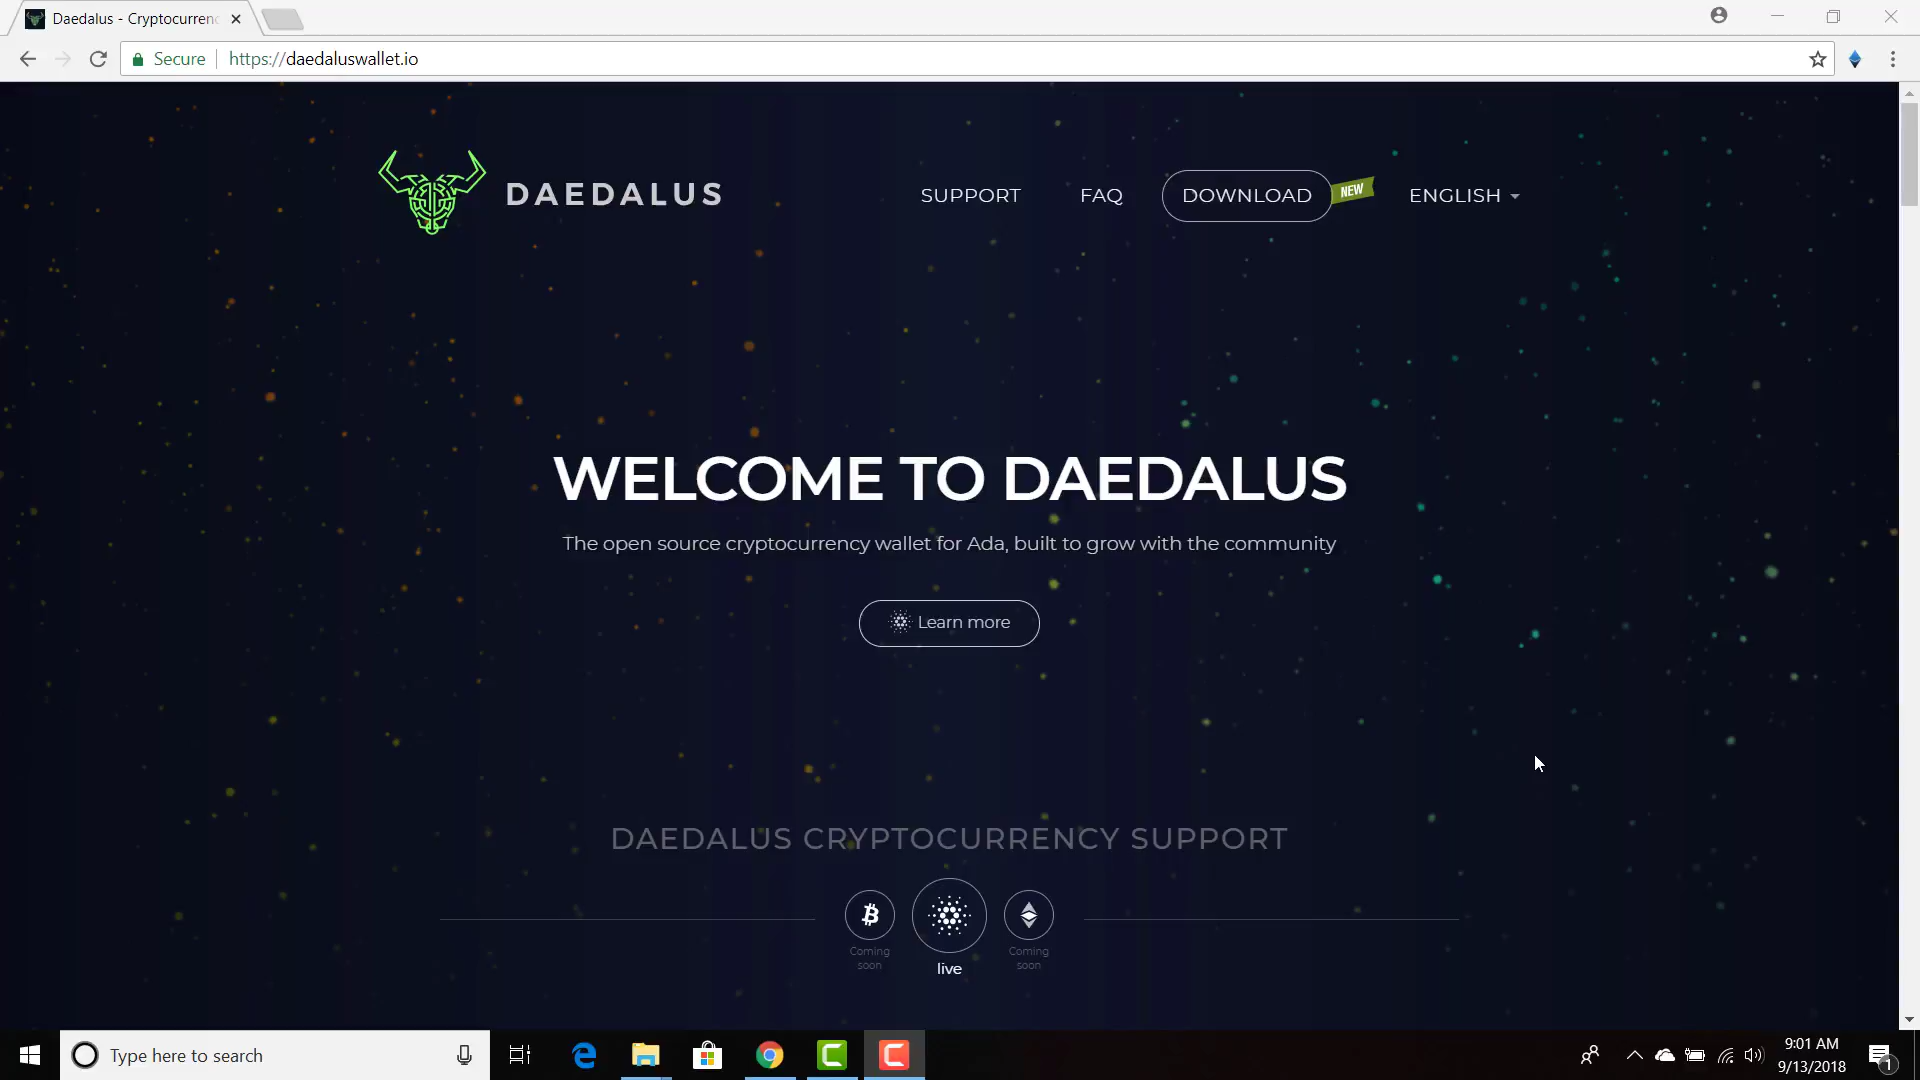 Daedalus - Cryptocurrenc
Secure
https://daedaluswallet.io
DAEDALUS
SUPPORT
FAQ
DOWNLOAD
NEW
ENGLISH
WELCOME TO DAEDALUS
The open source cryptocurrency wallet for Ada, built to grow with the community
Learn more
DAEDALUS CRYPTOCURRENCY SUPPORT
Coming
soon
live
Coming
soon
Type here to search
9:01 AM
9/13/2018
1